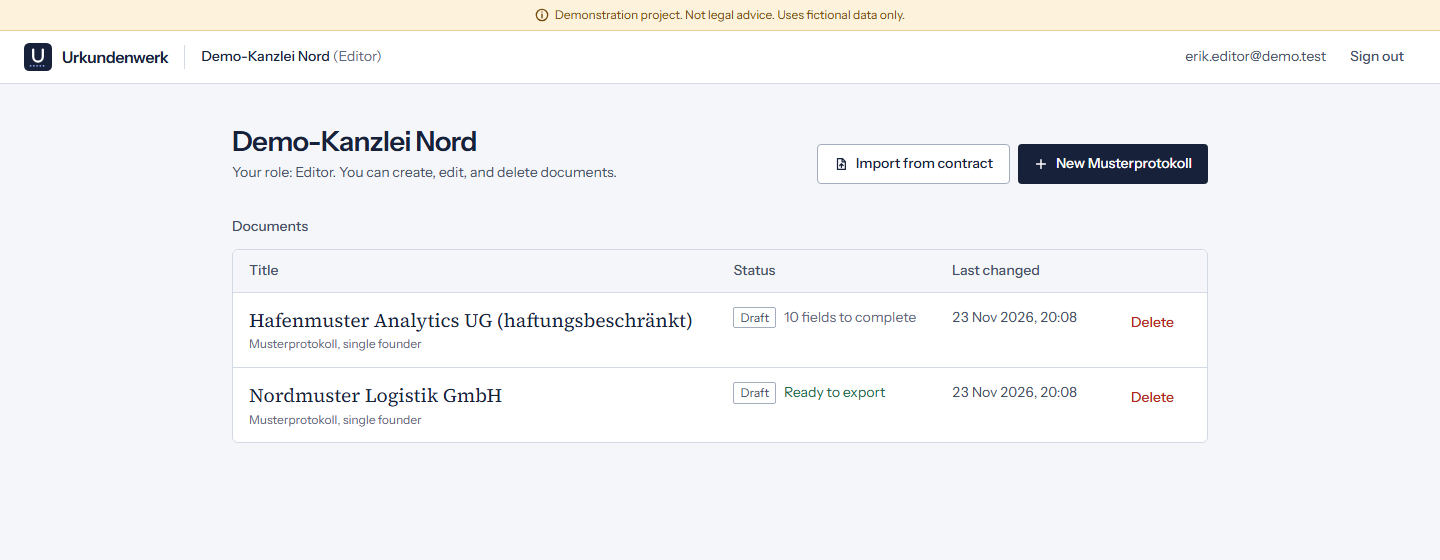 Demonstration project. Not legal advice. Uses fictional data only.
U Urkundenwerk Demo-Kanzlei Nord (Editor) erik.editor@demo.test Sign out
Demo-Kanzlei Nord
Your role: Editor. You can create, edit, and delete documents.
Import from contract + New Musterprotokoll
Documents
Title Status Last changed
Hafenmuster Analytics UG (haftungsbeschränkt) Draft 10 fields to complete 23 Nov 2026, 20:08 Delete
Musterprotokoll, single founder
Nordmuster Logistik GmbH Draft Ready to export 23 Nov 2026, 20:08 Delete
Musterprotokoll, single founder